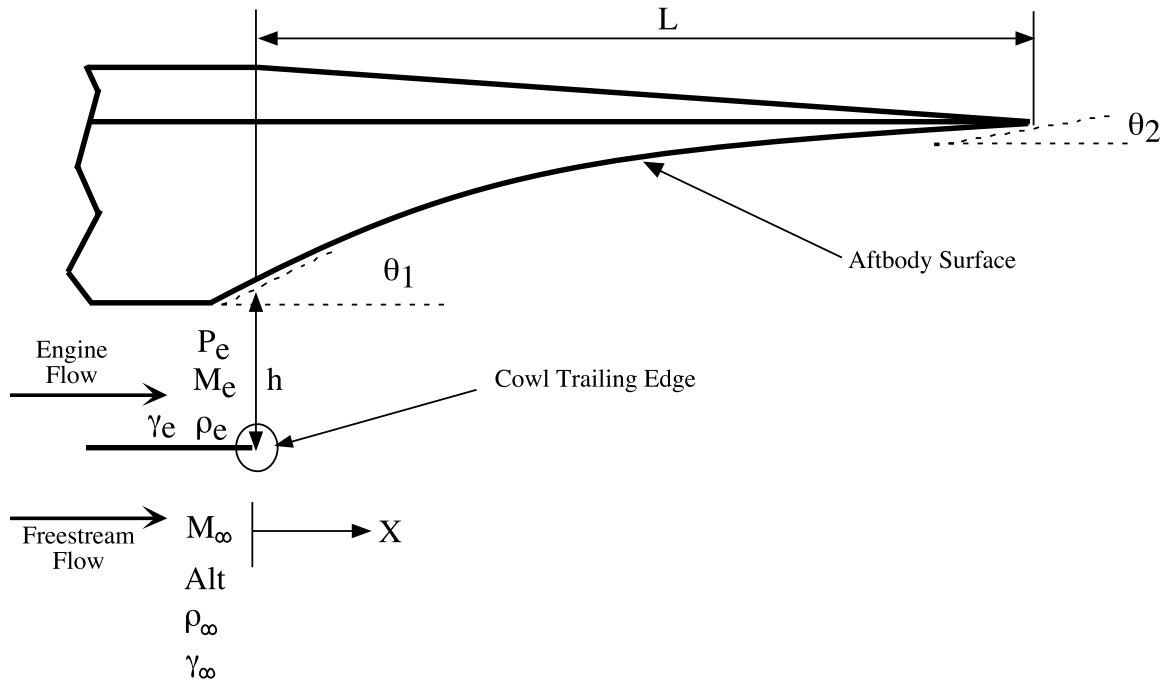 L
θ2
Aftbody Surface
θ1
Pe
Engine
Flow
Me
h
Cowl Trailing Edge
γe ρe
Freestream
Flow
M∞
X
Alt
ρ∞
γ∞